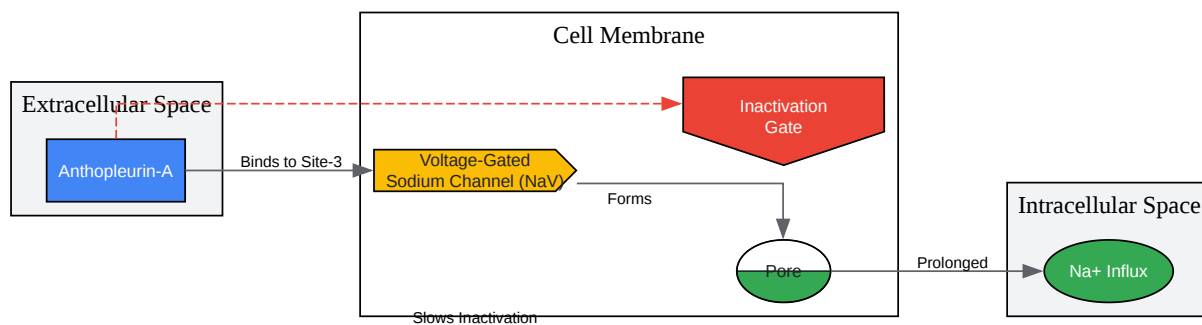 Cell Membrane
Extracellular Space
Inactivation
Gate
Anthopleurin-A
Binds to Site-3
Voltage-Gated
Sodium Channel (NaV)
Forms
Intracellular Space
Pore
Prolonged
Na+ Influx
Slows Inactivation